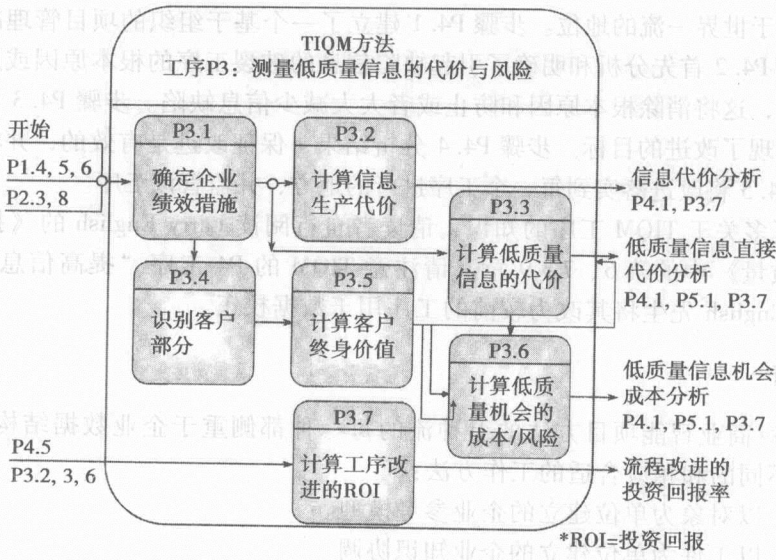 TIQM方法
工序P3：测量低质量信息的代价与风险
开始
P1.4, 5, 6
P2.3, 8
P3.1
确定企业
绩效措施
P3.2
计算信息
生产代价
P3.3
计算低质量
信息的代价
信息代价分析
P4.1, P3.7
低质量信息直接
代价分析
P4.1, P5.1, P3.7
P3.4
识别客户
部分
P3.5
计算客户
终身价值
P3.6
计算低质
量机会的
成本/风险
低质量信息机会
成本分析
P4.1, P5.1, P3.7
P4.5
P3.2, 3, 6
P3.7
计算工序改
进的ROI
流程改进的
投资回报率
*ROI=投资回报